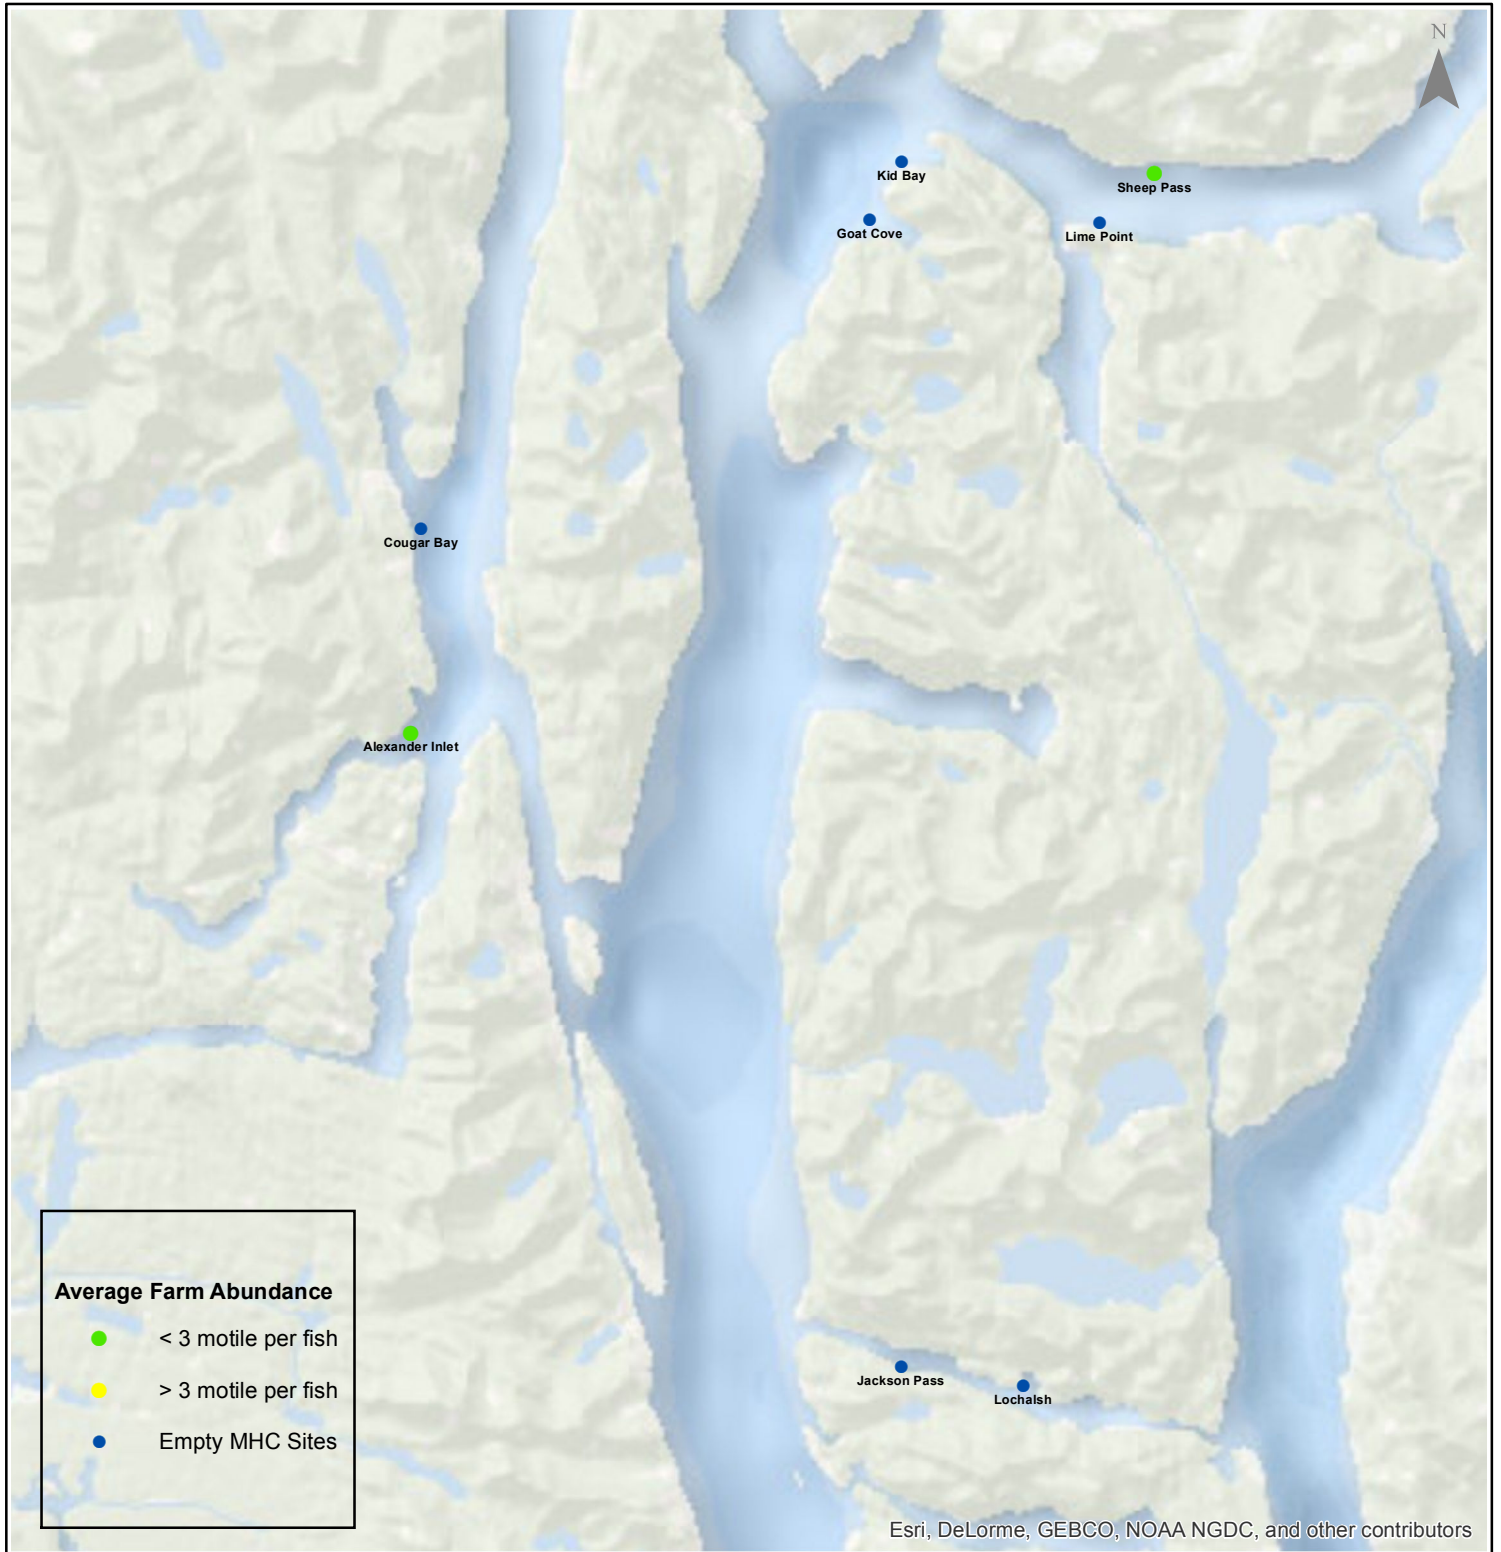 N
Kid Bay
Sheep Pass
Goat Cove
Lime Point
Cougar Bay
Alexander Inlet
Average Farm Abundance
< 3 motile per fish
> 3 motile per fish
Empty MHC Sites
Jackson Pass
Lochalsh
Esri, DeLorme, GEBCO, NOAA NGDC, and other contributors